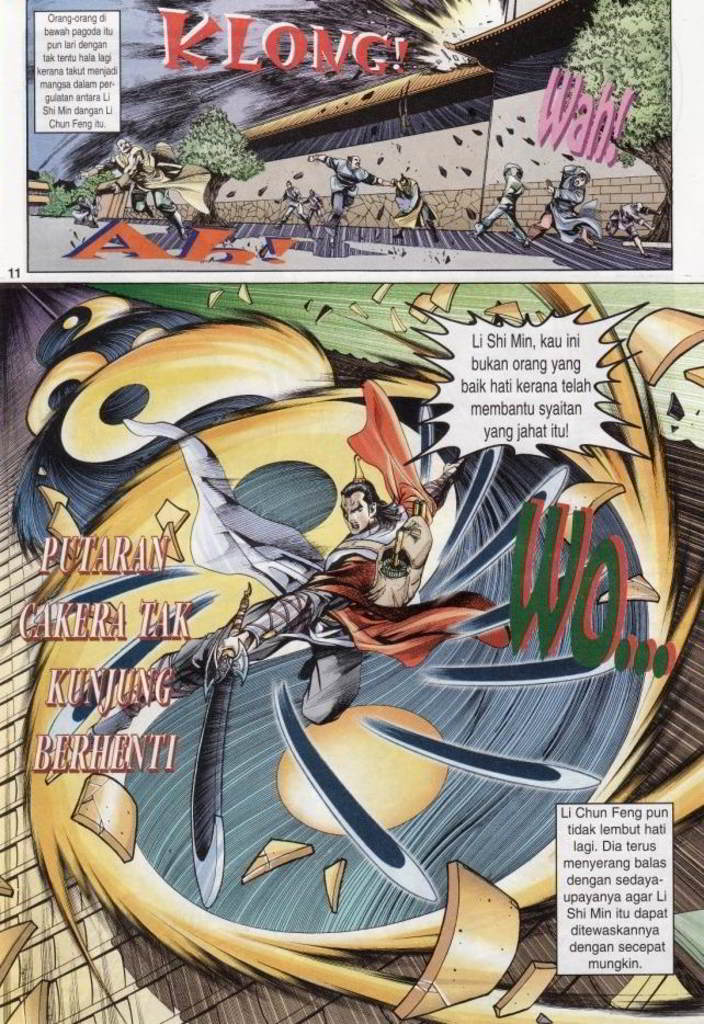 Orang-orang di
bawah pagoda itu
pun lari dengan
tak tentu hala lagi
kerana takut menjadi
mangsa dalam per-
gulatan antara Li
Shi Min dangan Li
Chun Feng itu.
KLONG!
Wah!
AH!
11
Li Shi Min, kau ini
bukan orang yang
baik hati kerana telah
membantu syaitan
yang jahat itu!
PUTARAN
CAKERA TAK
KUNJUNG
BERHENTI
WO....
Li Chun Feng pun
tidak lembut hati
lagi. Dia terus
menyerang balas
dengan sedaya-
upayanya agar Li
Shi Min itu dapat
ditewaskannya
dengan secepat
mungkin.